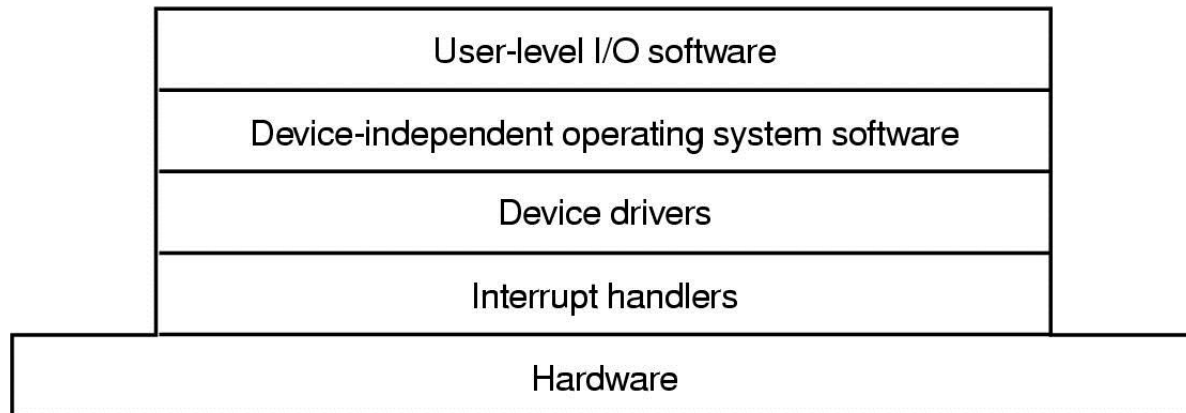 User-level I/O software
Device-independent operating system software
Device drivers
Interrupt handlers
Hardware